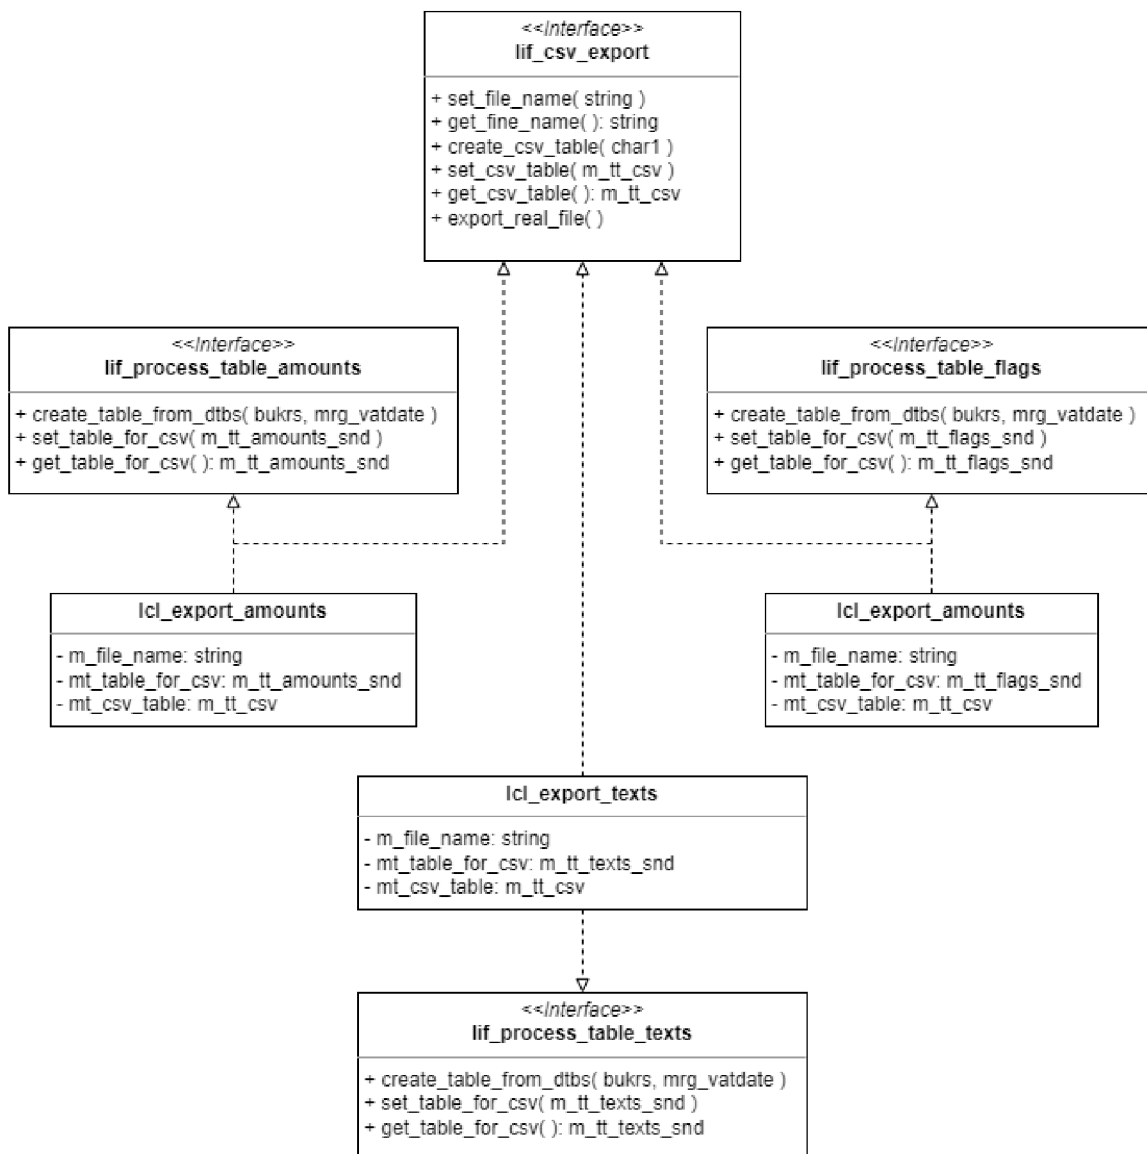 <<Interface>>
lif_csv_export
+ set_file_name( string )
+ get_fine_name( ): string
+ create_csv_table( char1 )
+ set_csv_table( m_tt_csv )
+ get_csv_table( ): m_tt_csv
+ export_real_file( )
<<Interface>>
lif_process_table_amounts
+ create_table_from_dtbs( bukrs, mrg_vatdate )
+ set_table_for_csv( m_tt_amounts_snd )
+ get_table_for_csv( ): m_tt_amounts_snd
<<Interface>>
lif_process_table_flags
+ create_table_from_dtbs( bukrs, mrg_vatdate )
+ set_table_for_csv( m_tt_flags_snd )
+ get_table_for_csv( ): m_tt_flags_snd
lcl_export_amounts
- m_file_name: string
- mt_table_for_csv: m_tt_amounts_snd
- mt_csv_table: m_tt_csv
lcl_export_amounts
- m_file_name: string
- mt_table_for_csv: m_tt_flags_snd
- mt_csv_table: m_tt_csv
lcl_export_texts
- m_file_name: string
- mt_table_for_csv: m_tt_texts_snd
- mt_csv_table: m_tt_csv
<<Interface>>
lif_process_table_texts
+ create_table_from_dtbs( bukrs, mrg_vatdate )
+ set_table_for_csv( m_tt_texts_snd )
+ get_table_for_csv( ): m_tt_texts_snd